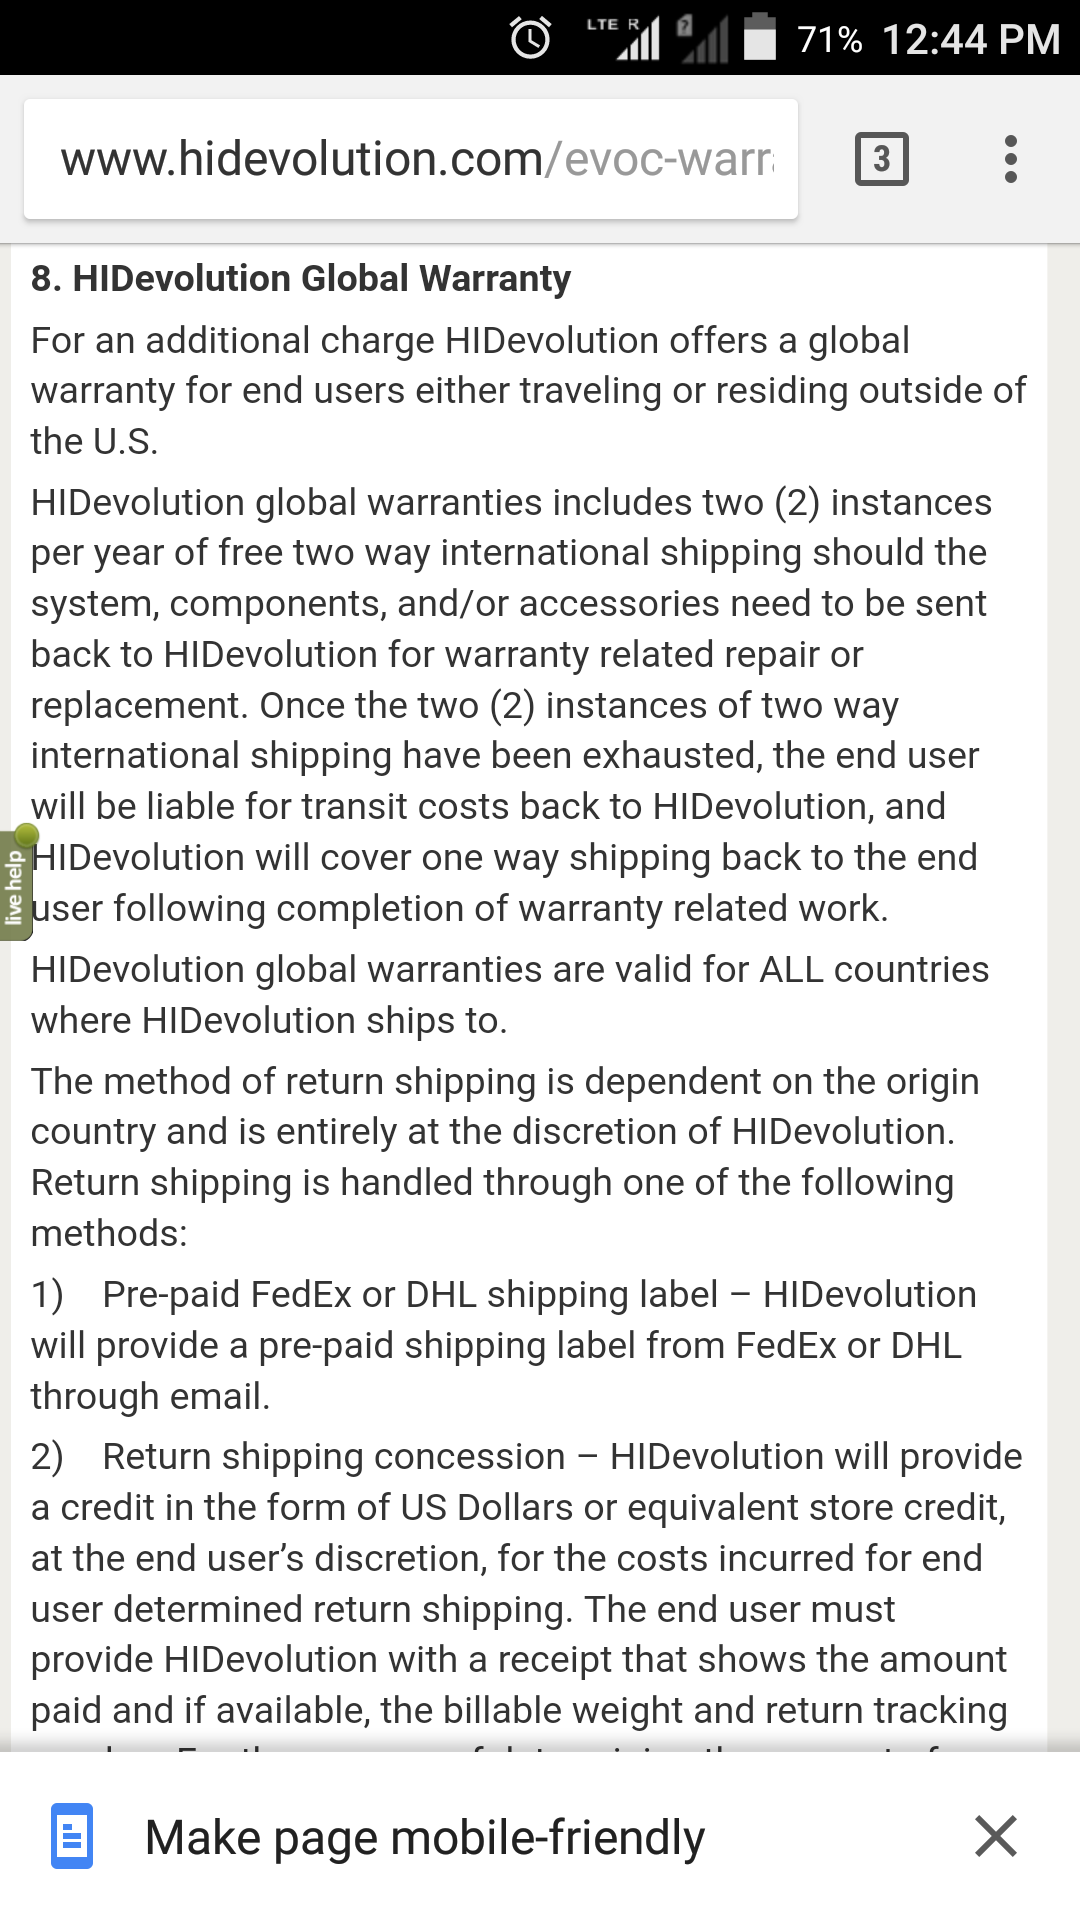 LTE R
71% 12:44 PM
www.hidevolution.com/evoc-warr
3
8. HIDevolution Global Warranty
For an additional charge HIDevolution offers a global
warranty for end users either traveling or residing outside of
the U.S.
HIDevolution global warranties includes two (2) instances
per year of free two way international shipping should the
system, components, and/or accessories need to be sent
back to HIDevolution for warranty related repair or
replacement. Once the two (2) instances of two way
international shipping have been exhausted, the end user
will be liable for transit costs back to HIDevolution, and
HIDevolution will cover one way shipping back to the end
user following completion of warranty related work.
live help
HIDevolution global warranties are valid for ALL countries
where HIDevolution ships to.
The method of return shipping is dependent on the origin
country and is entirely at the discretion of HIDevolution.
Return shipping is handled through one of the following
methods:
1) Pre-paid FedEx or DHL shipping label – HIDevolution
will provide a pre-paid shipping label from FedEx or DHL
through email.
2) Return shipping concession – HIDevolution will provide
a credit in the form of US Dollars or equivalent store credit,
at the end user’s discretion, for the costs incurred for end
user determined return shipping. The end user must
provide HIDevolution with a receipt that shows the amount
paid and if available, the billable weight and return tracking
Make page mobile-friendly